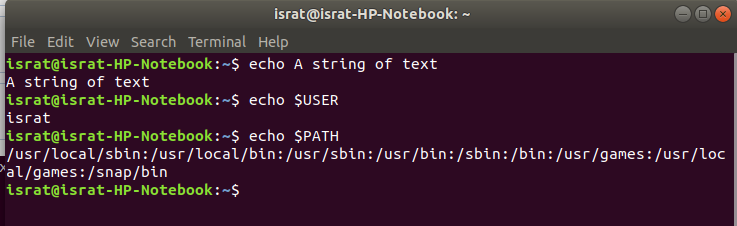 israt@israt-HP-Notebook: ~
File Edit View Search Terminal Help
israt@israt-HP-Notebook:~$ echo A string of text
A string of text
israt@israt-HP-Notebook:~$ echo $USER
israt
israt@israt-HP-Notebook:~$ echo $PATH
/usr/local/sbin:/usr/local/bin:/usr/sbin:/usr/bin:/sbin:/bin:/usr/games:/usr/loc
al/games:/snap/bin
israt@israt-HP-Notebook:~$